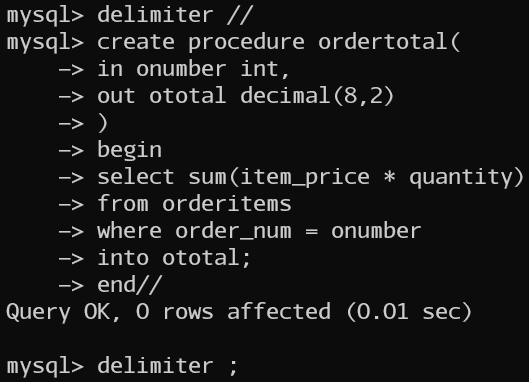 mysql> delimiter //
mysql> create procedure ordertotal(
    -> in onumber int,
    -> out ototal decimal(8,2)
    -> )
    -> begin
    -> select sum(item_price * quantity)
    -> from orderitems
    -> where order_num = onumber
    -> into ototal;
    -> end//
Query OK, 0 rows affected (0.01 sec)
mysql> delimiter ;